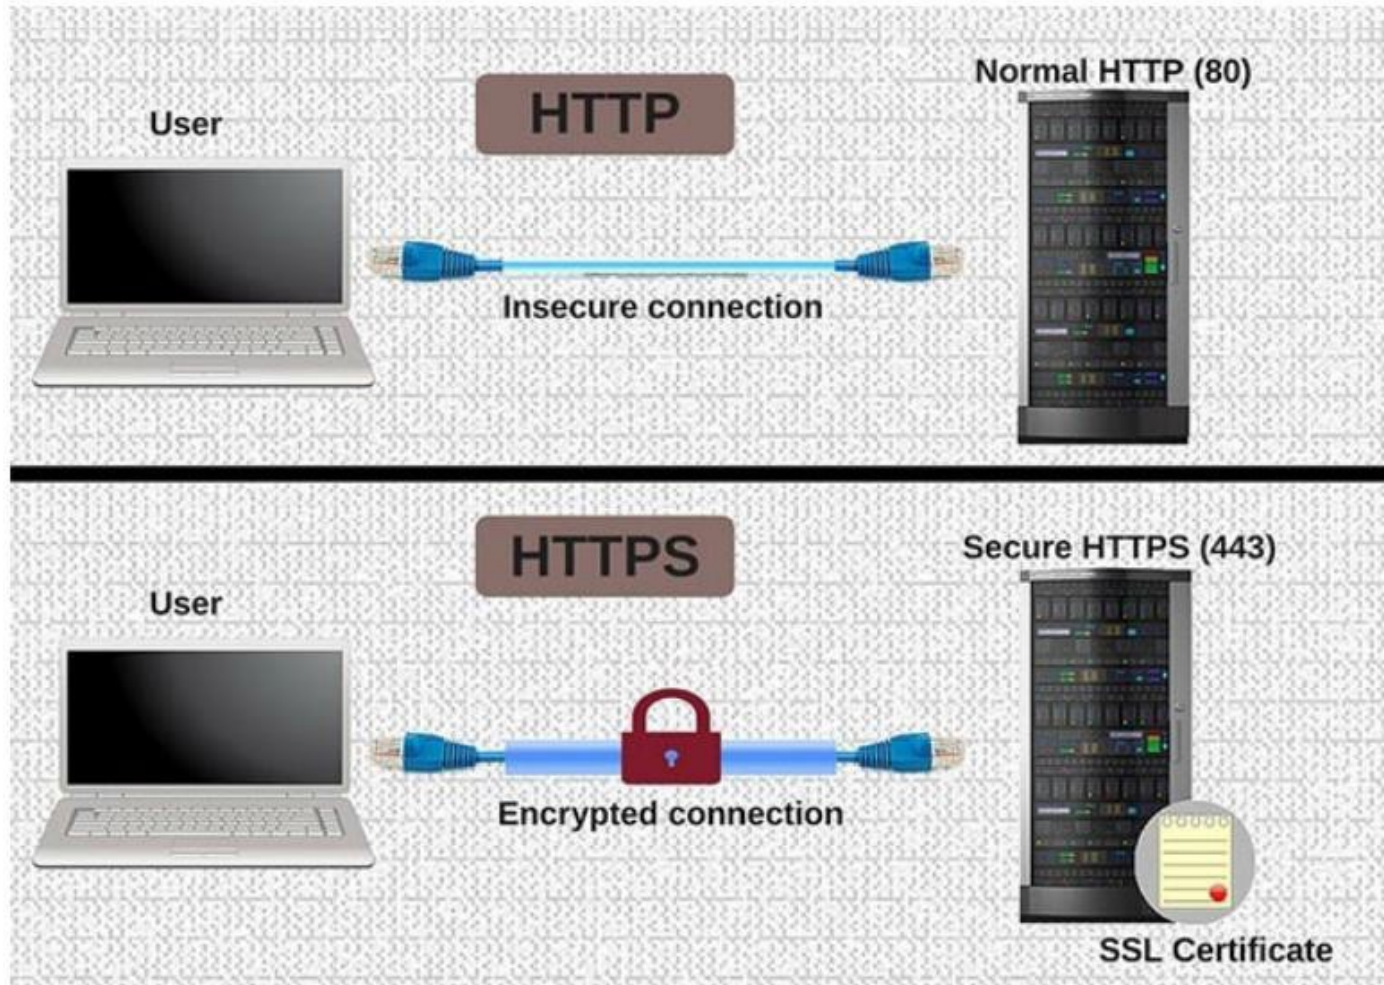 HTTP
Normal HTTP (80)
User
Insecure connection
HTTPS
Secure HTTPS (443)
User
Encrypted connection
SSL Certificate